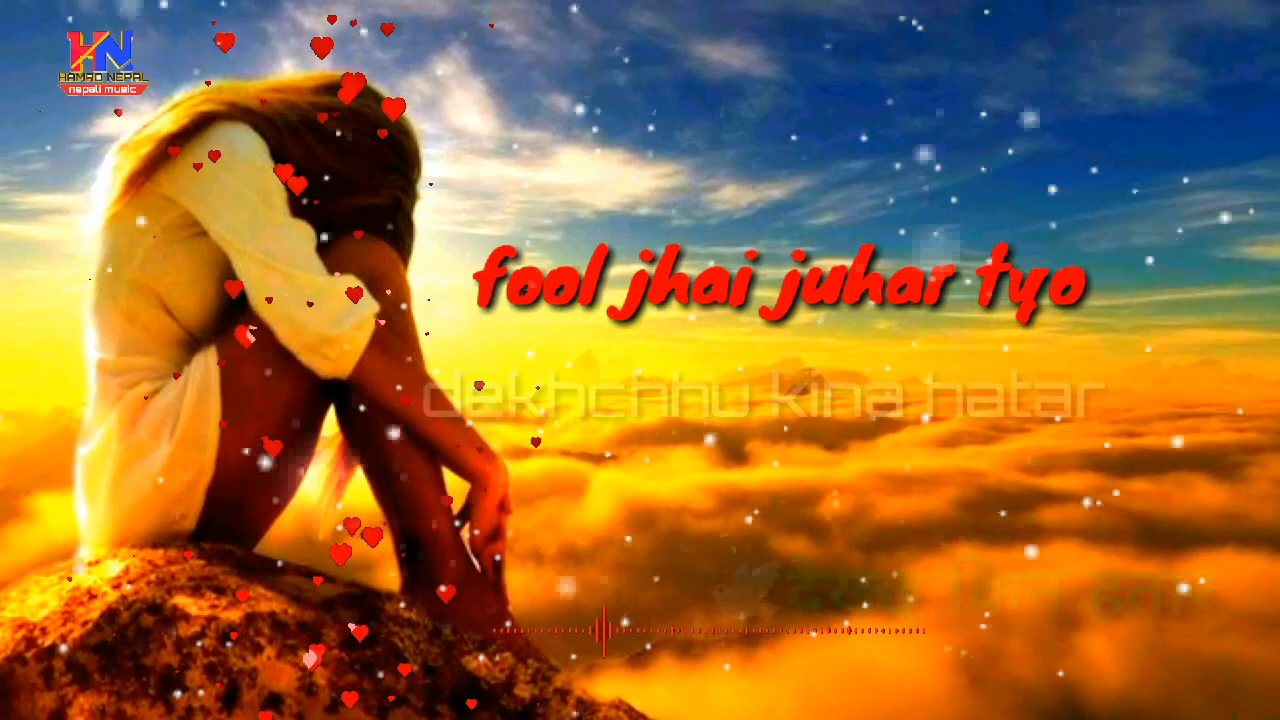 HN
HAMRO NEPAL
nepali music
fool jhai juhar tyo
dekhchhu kina hatar